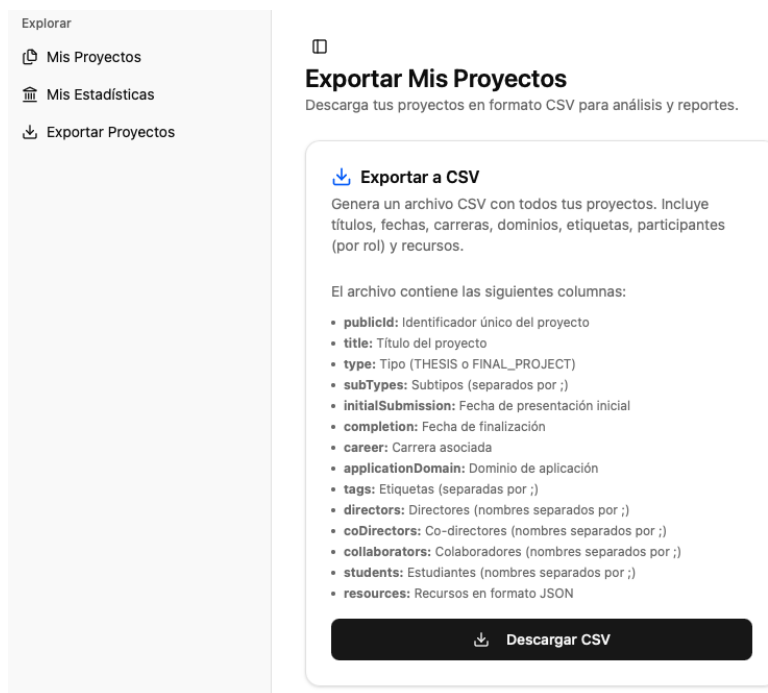 Explorar
Mis Proyectos
Mis Estadísticas
Exportar Proyectos
Exportar Mis Proyectos
Descarga tus proyectos en formato CSV para análisis y reportes.
Exportar a CSV
Genera un archivo CSV con todos tus proyectos. Incluye
títulos, fechas, carreras, dominios, etiquetas, participantes
(por rol) y recursos.
El archivo contiene las siguientes columnas:
• publicId: Identificador único del proyecto
• title: Título del proyecto
• type: Tipo (THESIS o FINAL_PROJECT)
• subTypes: Subtipos (separados por ;)
• initialSubmission: Fecha de presentación inicial
• completion: Fecha de finalización
• career: Carrera asociada
• applicationDomain: Dominio de aplicación
• tags: Etiquetas (separadas por ;)
• directors: Directores (nombres separados por ;)
• coDirectors: Co-directores (nombres separados por ;)
• collaborators: Colaboradores (nombres separados por ;)
• students: Estudiantes (nombres separados por ;)
• resources: Recursos en formato JSON
Descargar CSV